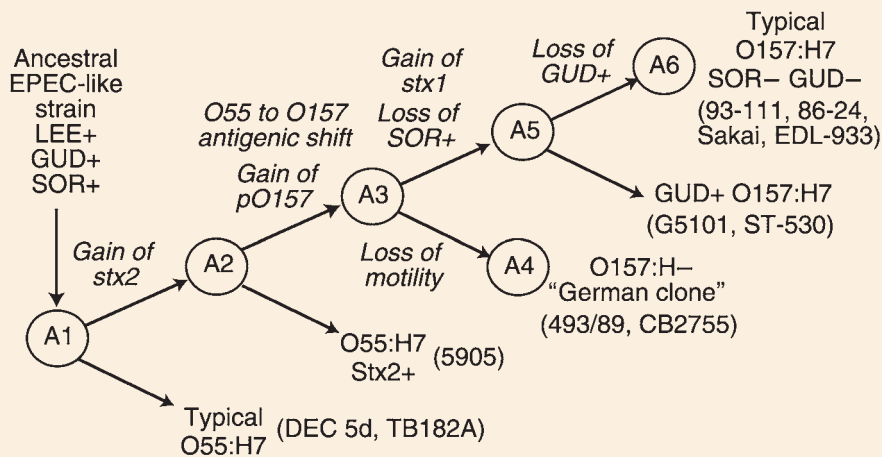 Ancestral
EPEC-like
strain
LEE+
GUD+
SOR+
A1
Gain of
stx2
A2
O55 to O157
antigenic shift
Gain of
pO157
A3
Gain of
stx1
Loss of
SOR+
A5
Loss of
GUD+
A6
Typical
O157:H7
SOR– GUD–
(93-111, 86-24,
Sakai, EDL-933)
GUD+ O157:H7
(G5101, ST-530)
Loss of
motility
A4
O157:H–
“German clone”
(493/89, CB2755)
O55:H7
Stx2+
(5905)
Typical
O55:H7
(DEC 5d, TB182A)